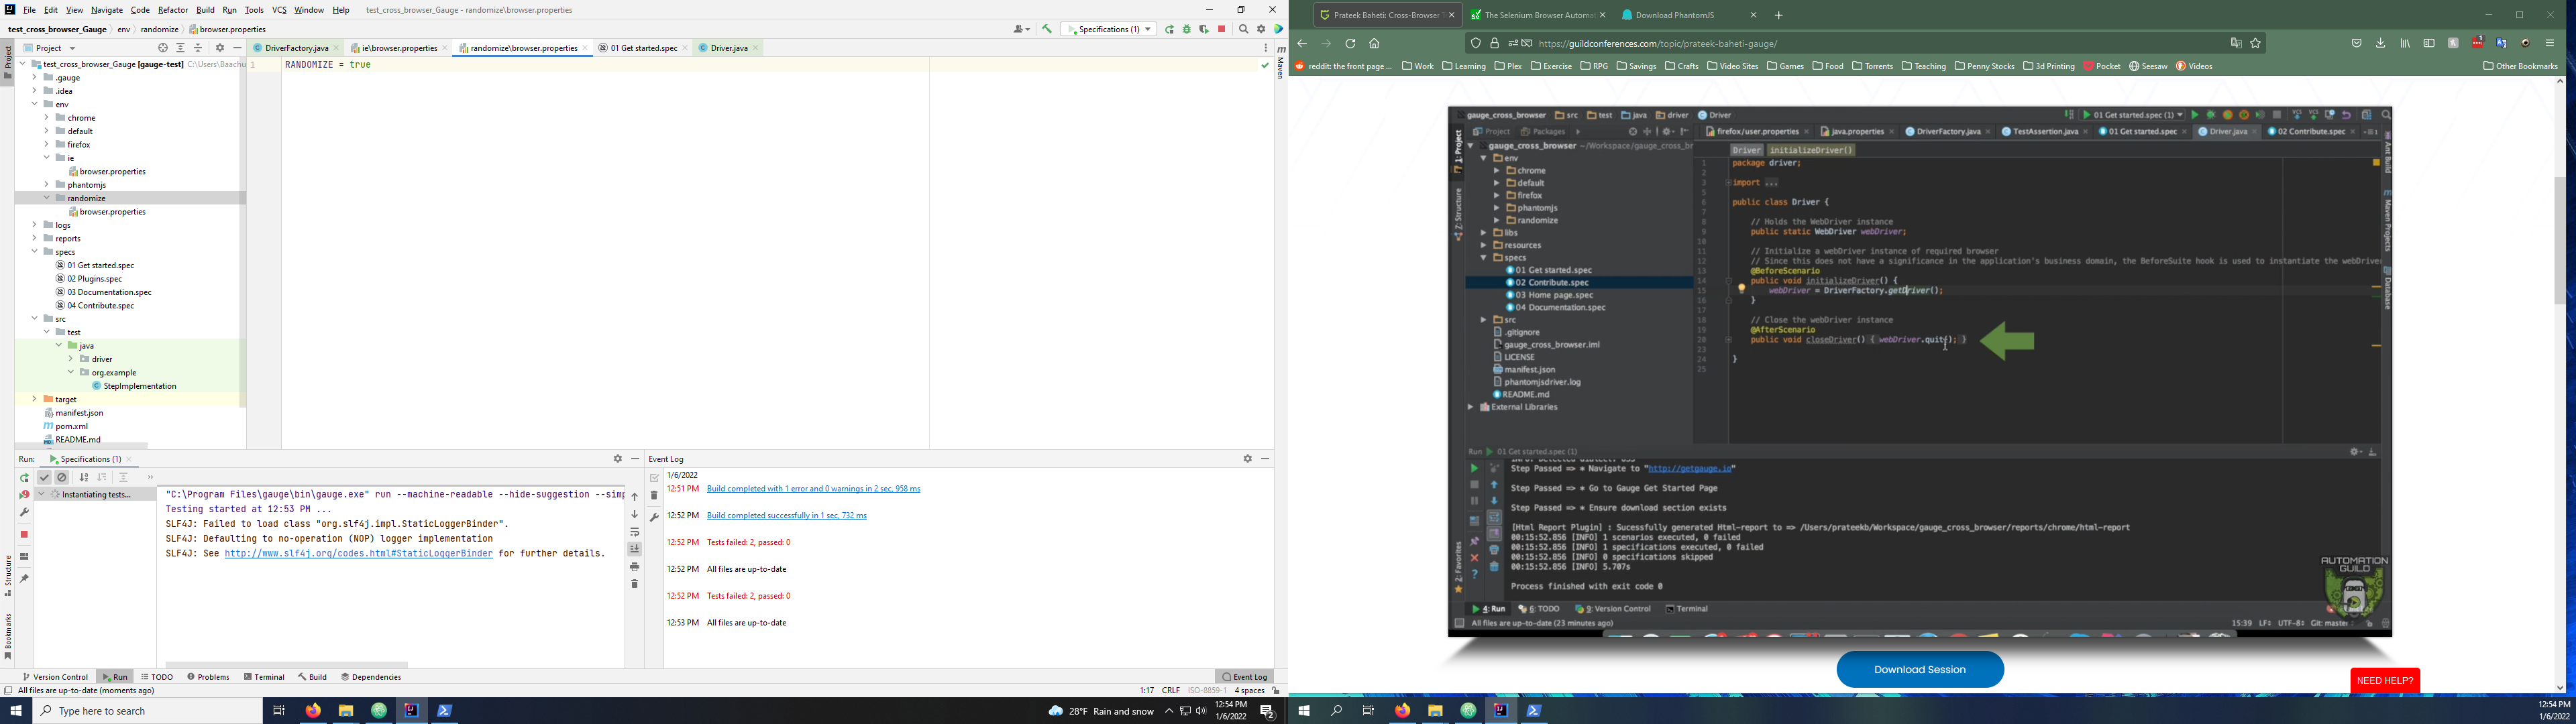 File Edit View Navigate Code Refactor Build Run Tools VCS Window Help test_cross_browser_Gauge - randomize\browser.properties
test_cross_browser_Gauge env randomize browser.properties
Specifications (1)
Project
DriverFactory.java ie\browser.properties randomize\browser.properties 01 Get started.spec Driver.java
test_cross_browser_Gauge [gauge-test] C:\Users\Baachu
.gauge
.idea
env
chrome
default
firefox
ie
browser.properties
phantomjs
randomize
browser.properties
logs
reports
specs
01 Get started.spec
02 Plugins.spec
03 Documentation.spec
04 Contribute.spec
src
test
java
driver
org.example
StepImplementation
target
manifest.json
pom.xml
README.md
Project
Structure
Bookmarks
Maven
1 RANDOMIZE = true
Run: Specifications (1)
Instantiating tests...
"C:\Program Files\gauge\bin\gauge.exe" run --machine-readable --hide-suggestion --simp
Testing started at 12:53 PM ...
SLF4J: Failed to load class "org.slf4j.impl.StaticLoggerBinder".
SLF4J: Defaulting to no-operation (NOP) logger implementation
SLF4J: See http://www.slf4j.org/codes.html#StaticLoggerBinder for further details.
Event Log
1/6/2022
12:51 PM Build completed with 1 error and 0 warnings in 2 sec, 958 ms
12:52 PM Build completed successfully in 1 sec, 732 ms
12:52 PM Tests failed: 2, passed: 0
12:52 PM All files are up-to-date
12:52 PM Tests failed: 2, passed: 0
12:53 PM All files are up-to-date
Version Control Run TODO Problems Terminal Build Dependencies Event Log
All files are up-to-date (moments ago) 1:17 CRLF ISO-8859-1 4 spaces
Type here to search
28°F Rain and snow
12:54 PM
1/6/2022
2
Prateek Baheti: Cross-Browser The Selenium Browser Automa Download PhantomJS
https://guildconferences.com/topic/prateek-baheti-gauge/
reddit: the front page ... Work Learning Plex Exercise RPG Savings Crafts Video Sites Games Food Torrents Teaching Penny Stocks 3d Printing Pocket Seesaw Videos Other Bookmarks
gauge_cross_browser src test java driver Driver
01 Get started.spec (1)
Project Packages
firefox/user.properties java.properties DriverFactory.java TestAssertion.java 01 Get started.spec Driver.java 02 Contribute.spec
gauge_cross_browser ~/Workspace/gauge_cross_br
env
chrome
default
firefox
phantomjs
randomize
libs
resources
specs
01 Get started.spec
02 Contribute.spec
03 Home page.spec
04 Documentation.spec
src
.gitignore
gauge_cross_browser.iml
LICENSE
manifest.json
phantomjsdriver.log
README.md
External Libraries
1: Project
Z: Structure
2: Favorites
Ant Build
Maven Projects
Database
Driver initializeDriver()
package driver;
import ...
public class Driver {
// Holds the WebDriver instance
public static WebDriver webDriver;
// Initialize a webDriver instance of required browser
// Since this does not have a significance in the application's business domain, the BeforeSuite hook is used to instantiate the webDriver
@BeforeScenario
public void initializeDriver() {
webDriver = DriverFactory.getDriver();
}
// Close the webDriver instance
@AfterScenario
public void closeDriver() { webDriver.quit(); }
}
Run 01 Get started.spec (1)
Step Passed => * Navigate to "http://getgauge.io"
Step Passed => * Go to Gauge Get Started Page
Step Passed => * Ensure download section exists
[Html Report Plugin] : Sucessfully generated Html-report to => /Users/prateekb/Workspace/gauge_cross_browser/reports/chrome/html-report
00:15:52.856 [INFO] 1 scenarios executed, 0 failed
00:15:52.856 [INFO] 1 specifications executed, 0 failed
00:15:52.856 [INFO] 0 specifications skipped
00:15:52.856 [INFO] 5.707s
Process finished with exit code 0
AUTOMATION
GUILD
4: Run 6: TODO 9: Version Control Terminal
All files are up-to-date (23 minutes ago) 15:39 LF: UTF-8: Git: master
Download Session
NEED HELP?
12:54 PM
1/6/2022